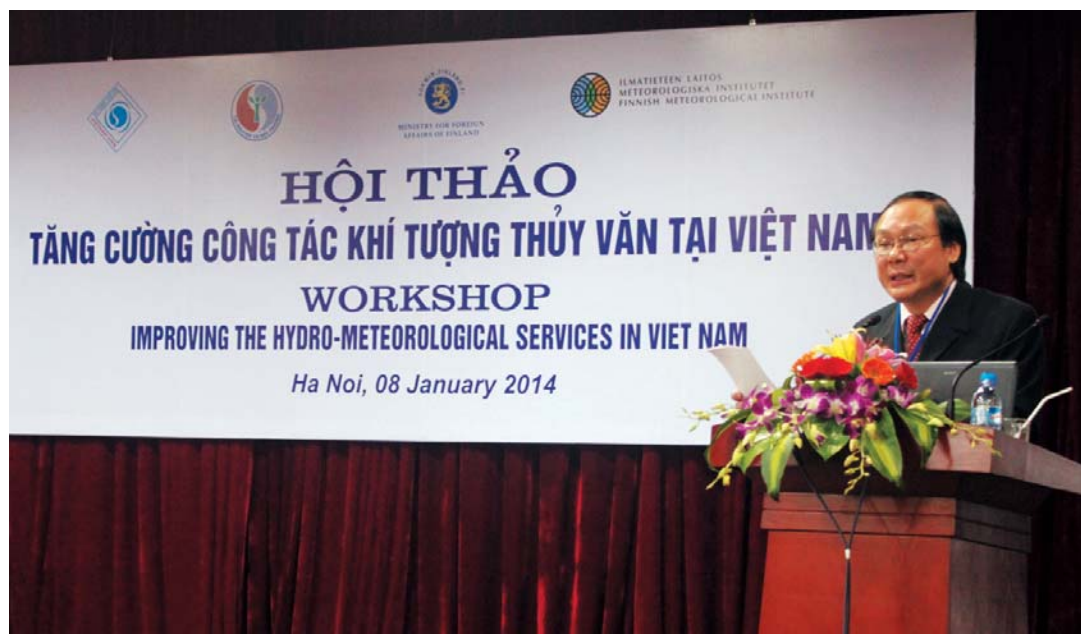 MINISTRY FOR FOREIGN
AFFAIRS OF FINLAND
ILMATIETEEN LAITOS
METEOROLOGISKA INSTITUTET
FINNISH METEOROLOGICAL INSTITUTE
HỘI THẢO
TĂNG CƯỜNG CÔNG TÁC KHÍ TƯỢNG THỦY VĂN TẠI VIỆT NAM
WORKSHOP
IMPROVING THE HYDRO-METEOROLOGICAL SERVICES IN VIET NAM
Ha Noi, 08 January 2014